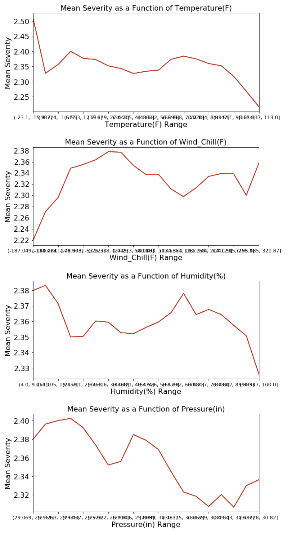 Mean Severity as a Function of Temperature(F)
2.50
2.45
2.40
2.35
2.30
2.25
Mean Severity
Temperature(F) Range
Mean Severity as a Function of Wind_Chill(F)
2.38
2.36
2.34
2.32
2.30
2.28
2.26
2.24
2.22
Mean Severity
Wind_Chill(F) Range
Mean Severity as a Function of Humidity(%)
2.38
2.37
2.36
2.35
2.34
2.33
Mean Severity
Humidity(%) Range
Mean Severity as a Function of Pressure(in)
2.40
2.38
2.36
2.34
2.32
Mean Severity
Pressure(in) Range